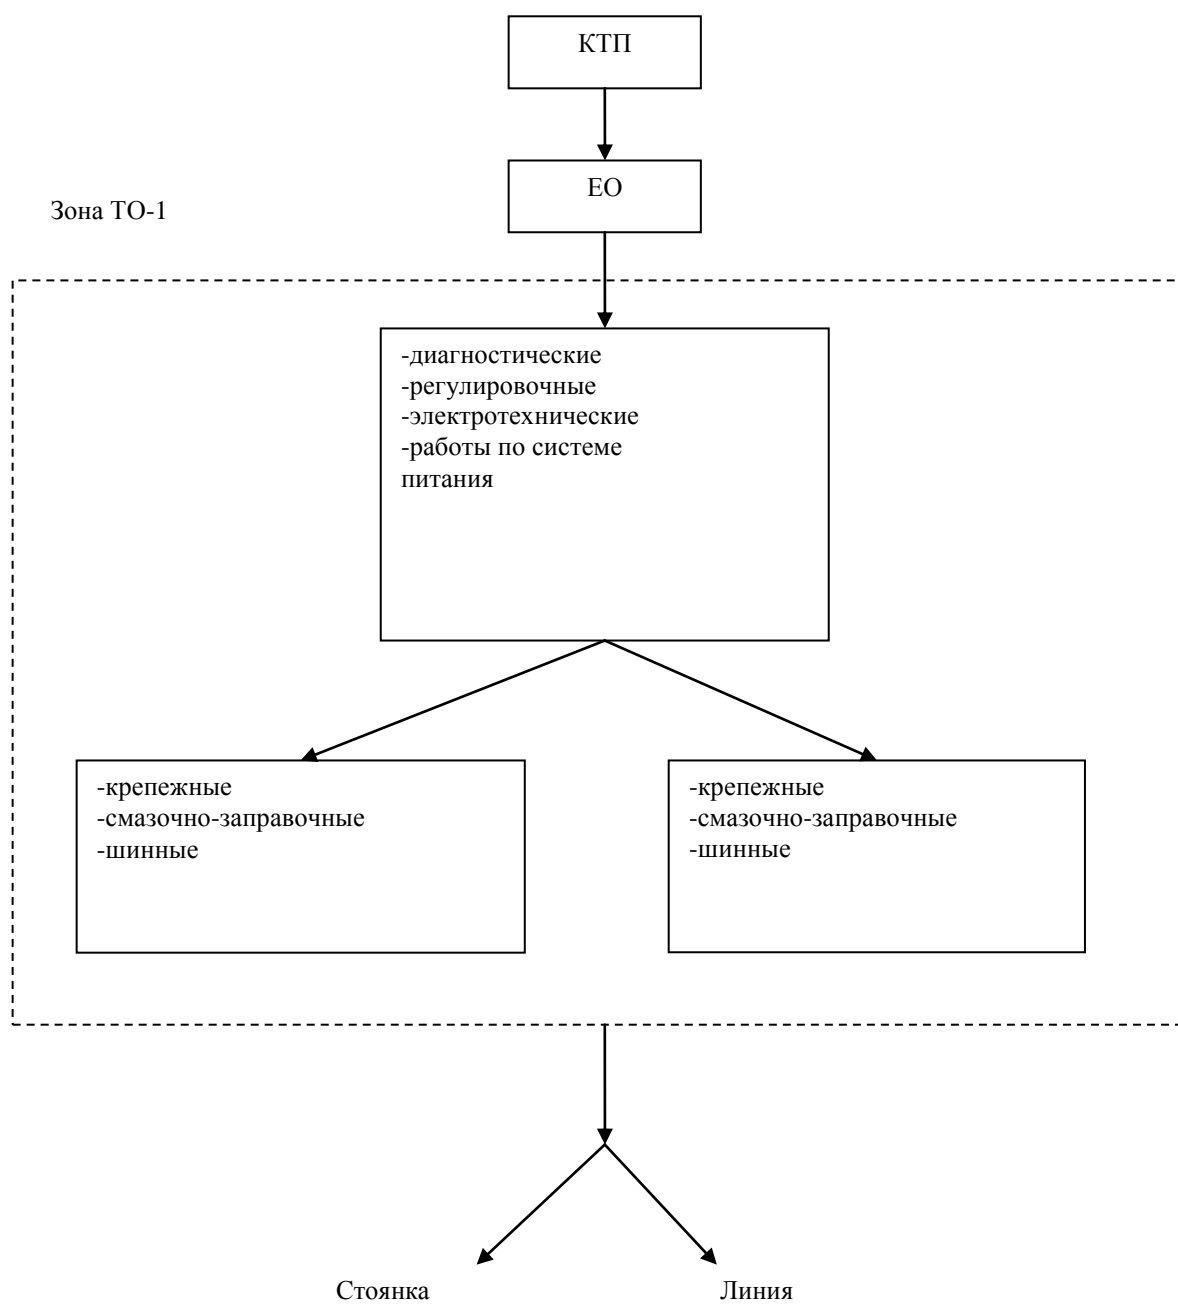 КТП
ЕО
Зона ТО-1
-диагностические
-регулировочные
-электротехнические
-работы по системе
питания
-крепежные
-смазочно-заправочные
-шинные
-крепежные
-смазочно-заправочные
-шинные
Стоянка
Линия